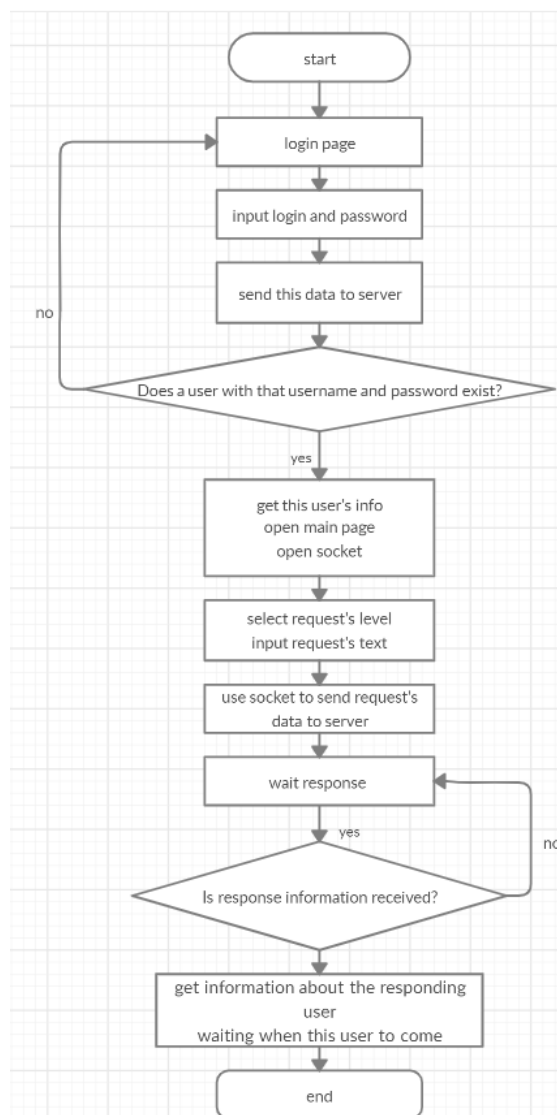 start
login page
input login and password
send this data to server
no
Does a user with that username and password exist?
yes
get this user's info
open main page
open socket
select request's level
input request's text
use socket to send request's
data to server
wait response
yes
no
Is response information received?
get information about the responding
user
waiting when this user to come
end